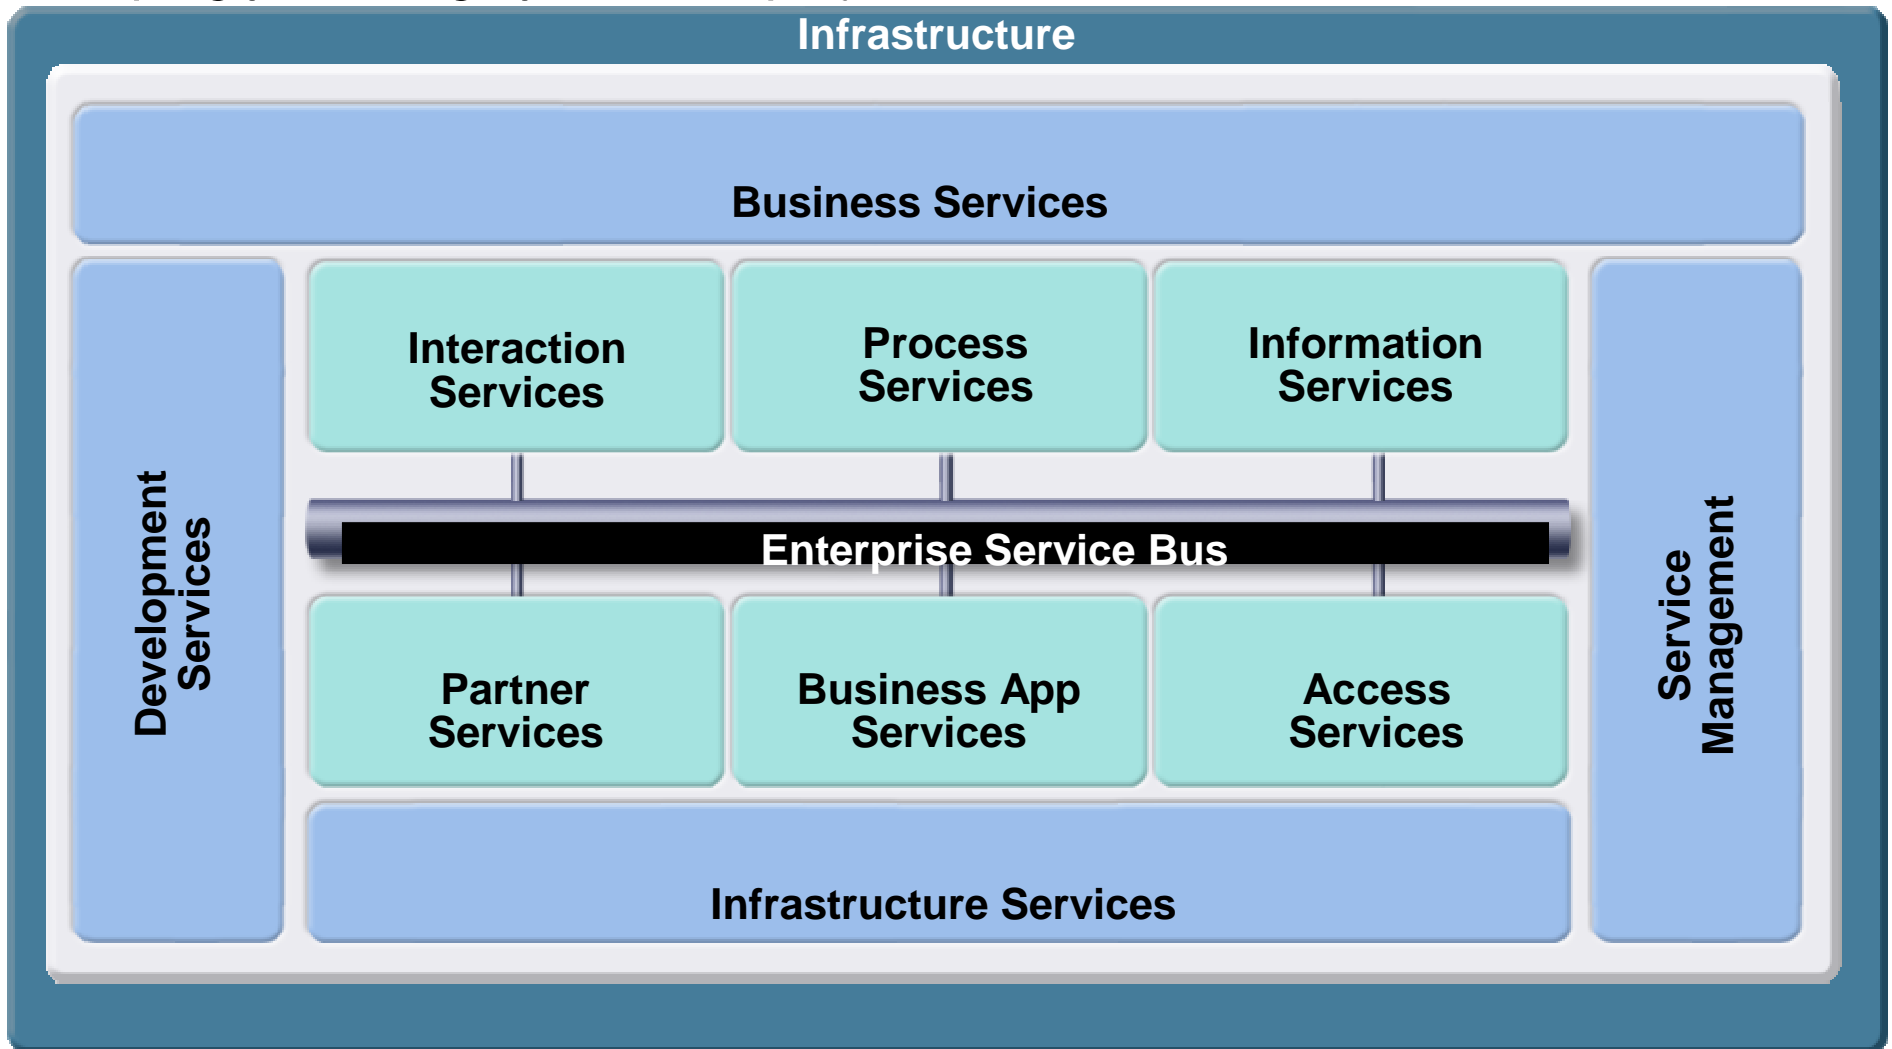 Infrastructure
Business Services
Interaction
Services
Process
Services
Information
Services
Development
Services
Enterprise Service Bus
Service
Management
Partner
Services
Business App
Services
Access
Services
Infrastructure Services